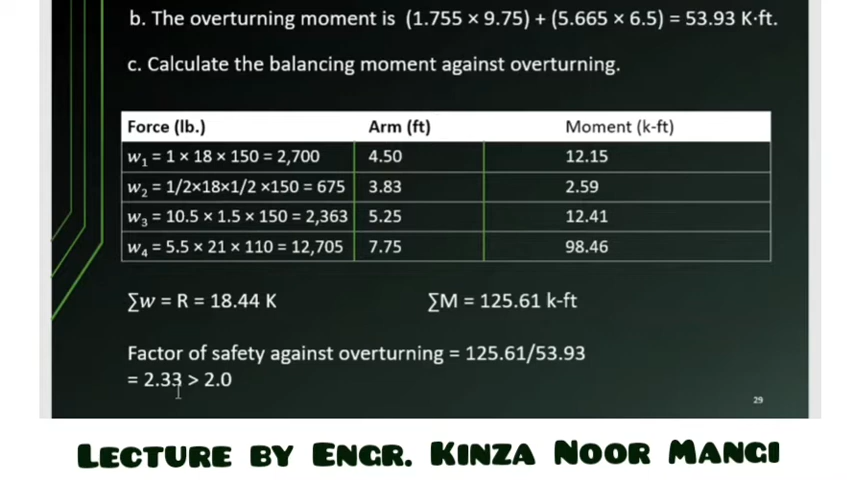 b. The overturning moment is (1.755 × 9.75) + (5.665 × 6.5) = 53.93 K·ft.
c. Calculate the balancing moment against overturning.
Force (lb.) Arm (ft) Moment (k-ft)
w₁ = 1 × 18 × 150 = 2,700 4.50 12.15
w₂ = 1/2×18×1/2 ×150 = 675 3.83 2.59
w₃ = 10.5 × 1.5 × 150 = 2,363 5.25 12.41
w₄ = 5.5 × 21 × 110 = 12,705 7.75 98.46
∑w = R = 18.44 K ∑M = 125.61 k-ft
Factor of safety against overturning = 125.61/53.93
= 2.33 > 2.0
29
Lecture by Engr. Kinza Noor Mangi